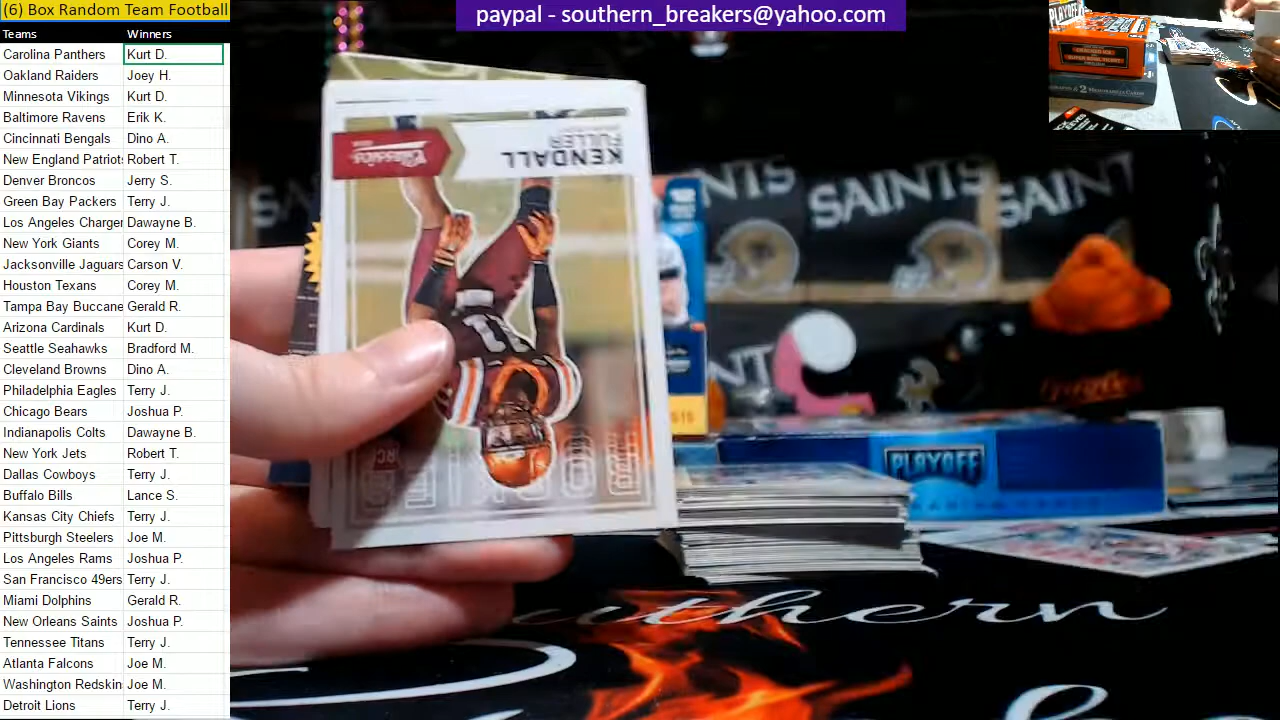 (6) Box Random Team Football
Teams Winners
Carolina Panthers Kurt D.
Oakland Raiders Joey H.
Minnesota Vikings Kurt D.
Baltimore Ravens Erik K.
Cincinnati Bengals Dino A.
New England Patriots Robert T.
Denver Broncos Jerry S.
Green Bay Packers Terry J.
Los Angeles Charger Dawayne B.
New York Giants Corey M.
Jacksonville Jaguars Carson V.
Houston Texans Corey M.
Tampa Bay Buccane Gerald R.
Arizona Cardinals Kurt D.
Seattle Seahawks Bradford M.
Cleveland Browns Dino A.
Philadelphia Eagles Terry J.
Chicago Bears Joshua P.
Indianapolis Colts Dawayne B.
New York Jets Robert T.
Dallas Cowboys Terry J.
Buffalo Bills Lance S.
Kansas City Chiefs Terry J.
Pittsburgh Steelers Joe M.
Los Angeles Rams Joshua P.
San Francisco 49ers Terry J.
Miami Dolphins Gerald R.
New Orleans Saints Joshua P.
Tennessee Titans Terry J.
Atlanta Falcons Joe M.
Washington Redskin Joe M.
Detroit Lions Terry J.
paypal - southern_breakers@yahoo.com
PLAYOFF
KENDALL
FULLER
Classics
RC
SAINTS
SAINTS
PLAYOFF
Southern